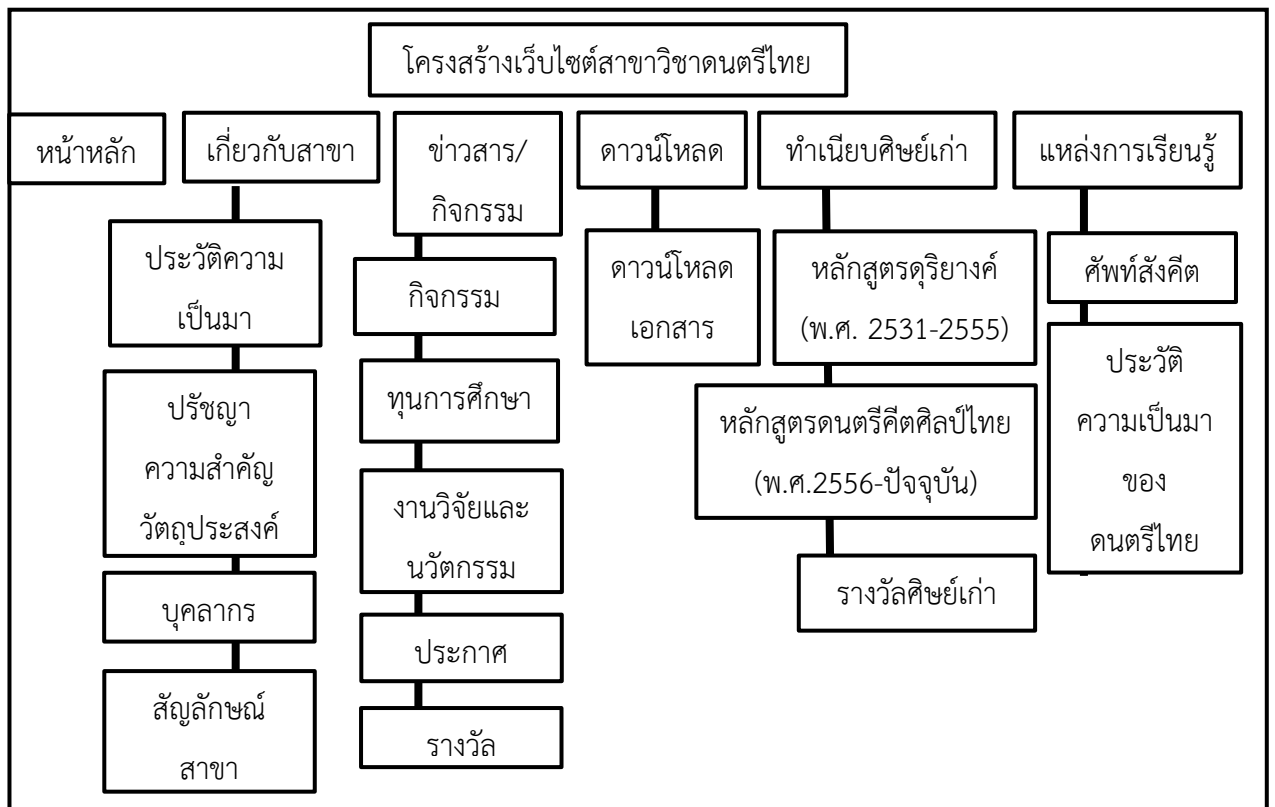 โครงสร้างเว็บไซต์สาขาวิชาดนตรีไทย
หน้าหลัก
เกี่ยวกับสาขา
ประวัติความ
เป็นมา
ปรัชญา
ความสำคัญ
วัตถุประสงค์
บุคลากร
สัญลักษณ์
สาขา
ข่าวสาร/
กิจกรรม
กิจกรรม
ทุนการศึกษา
งานวิจัยและ
นวัตกรรม
ประกาศ
รางวัล
ดาวน์โหลด
ดาวน์โหลด
เอกสาร
ทำเนียบศิษย์เก่า
หลักสูตรดุริยางค์
(พ.ศ. 2531-2555)
หลักสูตรดนตรีคีตศิลป์ไทย
(พ.ศ.2556-ปัจจุบัน)
รางวัลศิษย์เก่า
แหล่งการเรียนรู้
ศัพท์สังคีต
ประวัติ
ความเป็นมา
ของ
ดนตรีไทย